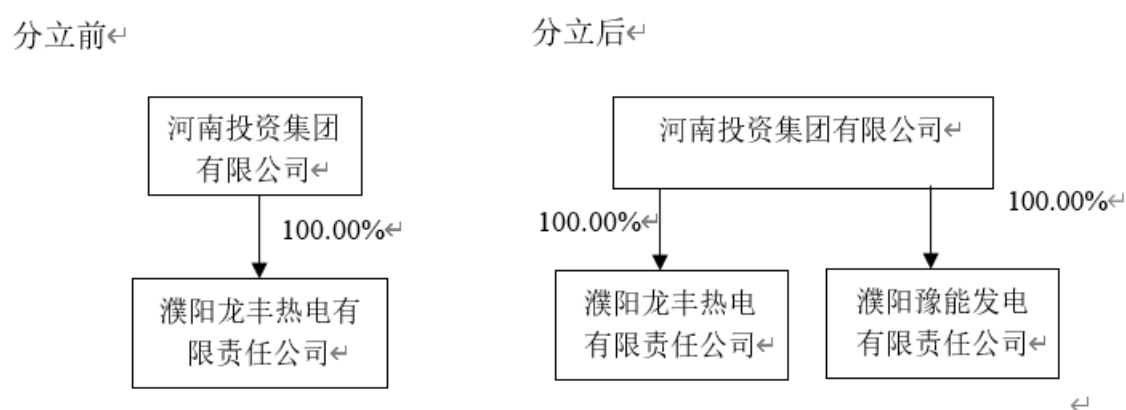 分立前
河南投资集团
有限公司
100.00%
濮阳龙丰热电有
限责任公司
分立后
河南投资集团有限公司
100.00%
100.00%
濮阳龙丰热电
有限责任公司
濮阳豫能发电
有限责任公司